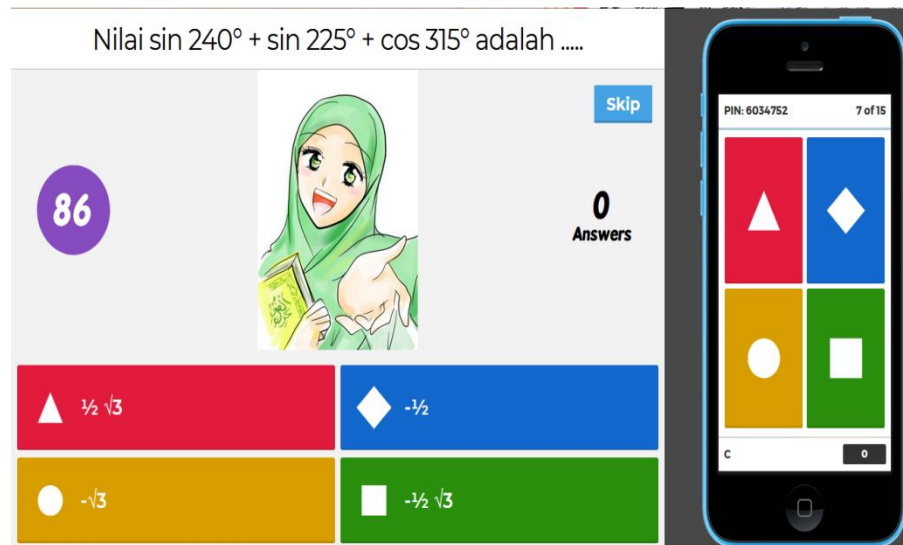 Nilai sin 240° + sin 225° + cos 315° adalah .....
Skip
86
0
Answers
½ √3
-½
-√3
-½ √3
PIN: 6034752 7 of 15
C 0